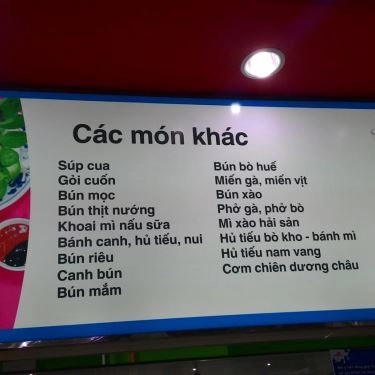 Các món khác
Súp cua
Gỏi cuốn
Bún mọc
Bún thịt nướng
Khoai mì nấu sữa
Bánh canh, hủ tiếu, nui
Bún riêu
Canh bún
Bún mắm
Bún bò huế
Miến gà, miến vịt
Bún xào
Phở gà, phở bò
Mì xào hải sản
Hủ tiếu bò kho - bánh mì
Hủ tiếu nam vang
Cơm chiên dương châu